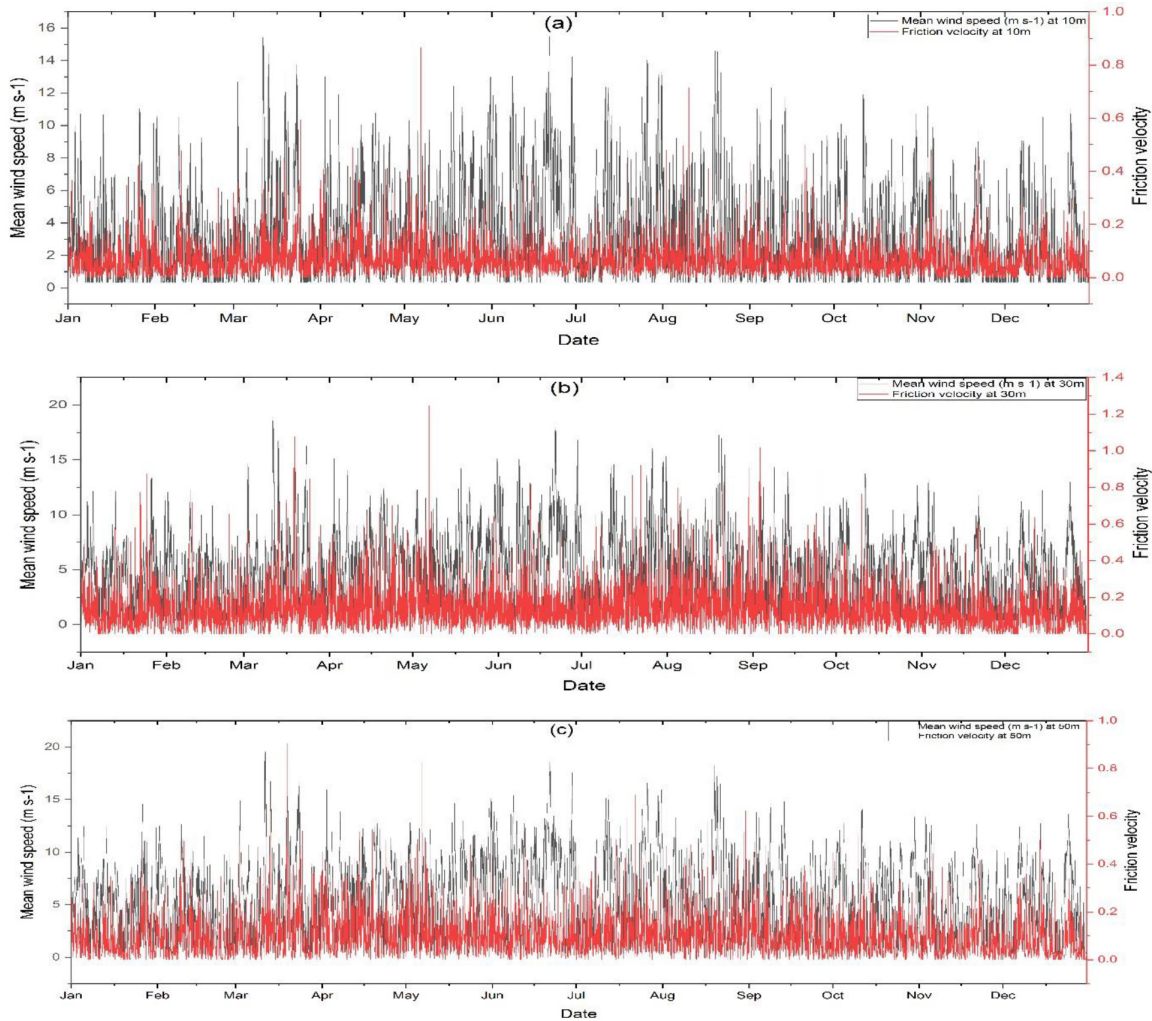 (a)
Mean wind speed (m s-1) at 10m
Friction velocity at 10m
Mean wind speed (m s-1)
16
14
12
10
8
6
4
2
0
Friction velocity
1.0
0.8
0.6
0.4
0.2
0.0
Jan Feb Mar Apr May Jun Jul Aug Sep Oct Nov Dec
Date
(b)
Mean wind speed (m s 1) at 30m
Friction velocity at 30m
Mean wind speed (m s-1)
20
15
10
5
0
Friction velocity
1.4
1.2
1.0
0.8
0.6
0.4
0.2
0.0
Jan Feb Mar Apr May Jun Jul Aug Sep Oct Nov Dec
Date
(c)
Mean wind speed (m s-1) at 50m
Friction velocity at 50m
Mean wind speed (m s-1)
20
15
10
5
0
Friction velocity
1.0
0.8
0.6
0.4
0.2
0.0
Jan Feb Mar Apr May Jun Jul Aug Sep Oct Nov Dec
Date